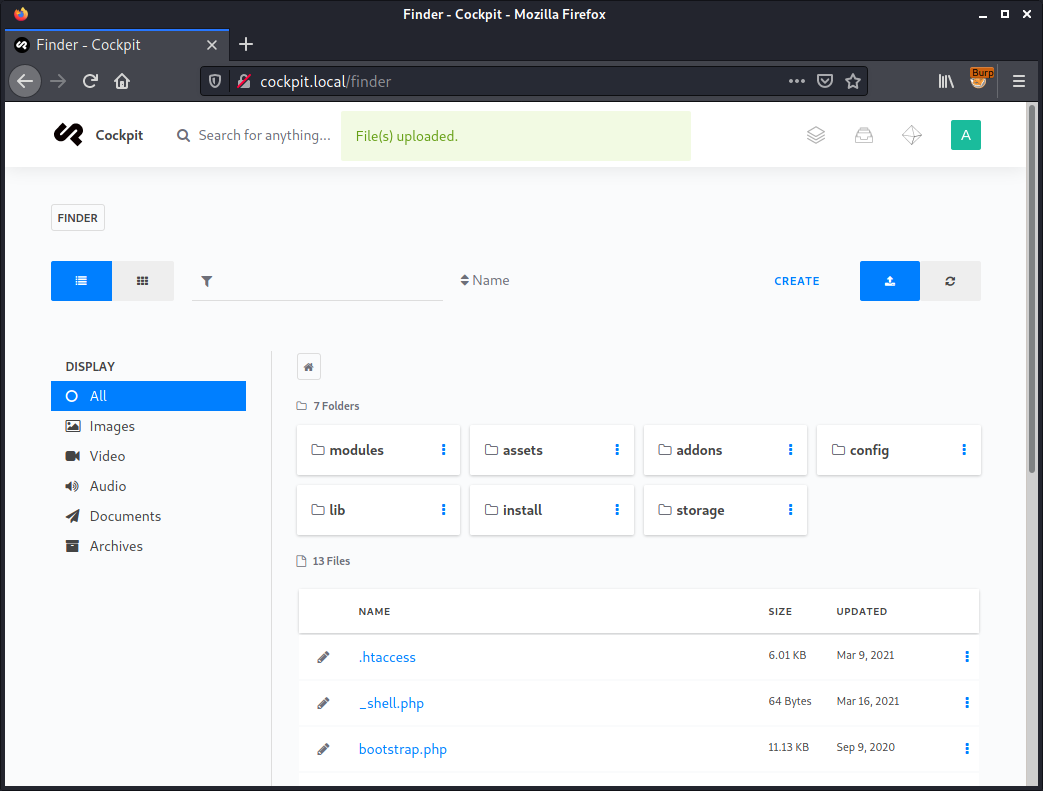 Finder - Cockpit - Mozilla Firefox
Finder - Cockpit
cockpit.local/finder
Burp
Cockpit
Search for anything...
File(s) uploaded.
A
FINDER
Name
CREATE
DISPLAY
All
Images
Video
Audio
Documents
Archives
7 Folders
modules
assets
addons
config
lib
install
storage
13 Files
NAME SIZE UPDATED
.htaccess 6.01 KB Mar 9, 2021
_shell.php 64 Bytes Mar 16, 2021
bootstrap.php 11.13 KB Sep 9, 2020